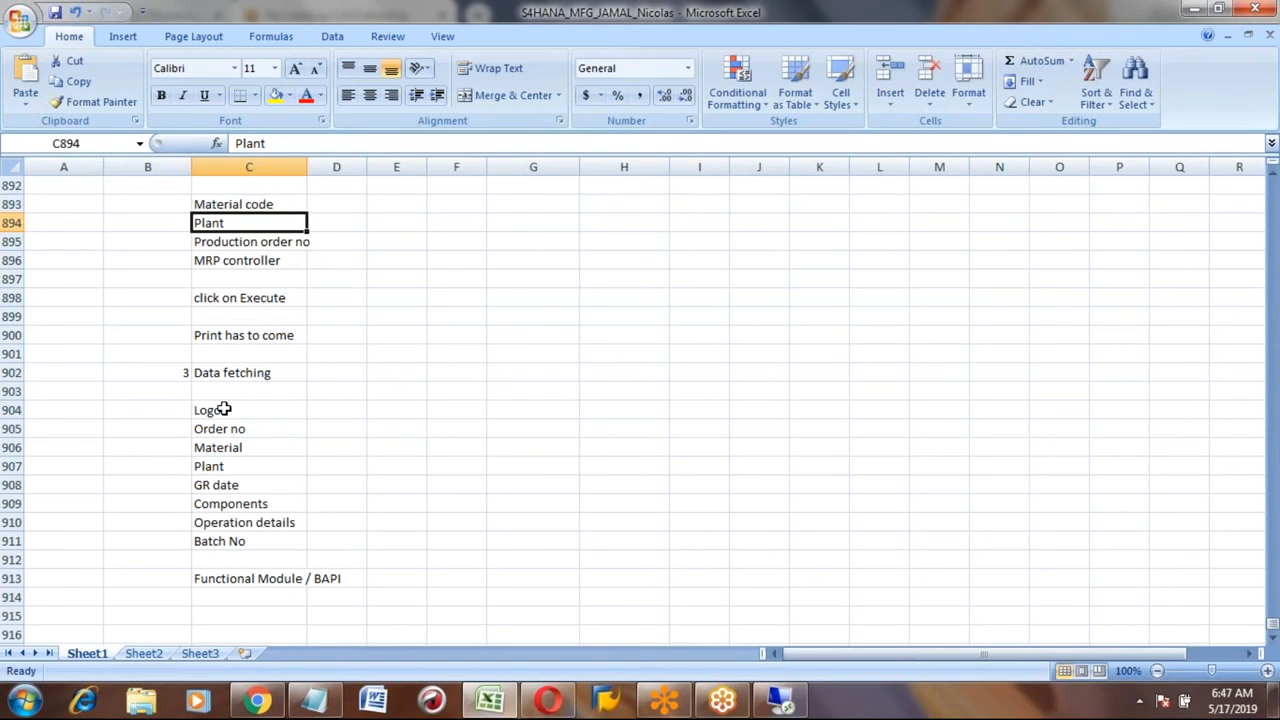 S4HANA_MFG_JAMAL_Nicolas - Microsoft Excel
Home Insert Page Layout Formulas Data Review View
Paste Cut Copy Format Painter Clipboard
Calibri 11 B I U A Font
Wrap Text Merge & Center Alignment
General $ % , Number
Conditional Formatting Format as Table Cell Styles Styles
Insert Delete Format Cells
Σ AutoSum Fill Clear Sort & Filter Find & Select Editing
C894 fx Plant
A B C D E F G H I J K L M N O P Q R
892
893 Material code
894 Plant
895 Production order no
896 MRP controller
897
898 click on Execute
899
900 Print has to come
901
902 3 Data fetching
903
904 Logo
905 Order no
906 Material
907 Plant
908 GR date
909 Components
910 Operation details
911 Batch No
912
913 Functional Module / BAPI
914
915
916
Sheet1 Sheet2 Sheet3
Ready 100%
6:47 AM
5/17/2019